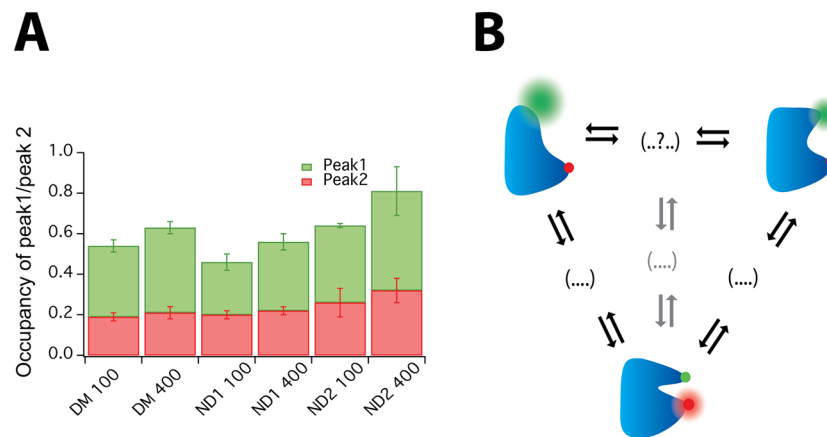 A
B
Occupancy of peak1/peak 2
1.0
0.8
0.6
0.4
0.2
0.0
Peak1
Peak2
DM 100
DM 400
ND1 100
ND1 400
ND2 100
ND2 400
(..?..)
(....)
(....)
(....)